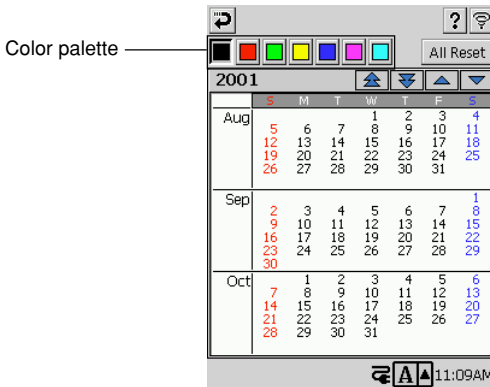 ?
Color palette
All Reset
2001
S M T W T F S
Aug 1 2 3 4
5 6 7 8 9 10 11
12 13 14 15 16 17 18
19 20 21 22 23 24 25
26 27 28 29 30 31
Sep 1
2 3 4 5 6 7 8
9 10 11 12 13 14 15
16 17 18 19 20 21 22
23 24 25 26 27 28 29
30
Oct 1 2 3 4 5 6
7 8 9 10 11 12 13
14 15 16 17 18 19 20
21 22 23 24 25 26 27
28 29 30 31
A 11:09AM